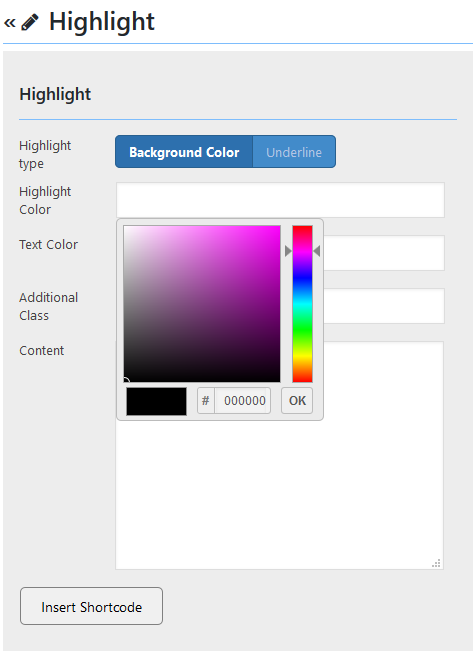 « Highlight
Highlight
Highlight type
Background Color Underline
Highlight Color
Text Color
Additional Class
Content
# 000000 OK
Insert Shortcode